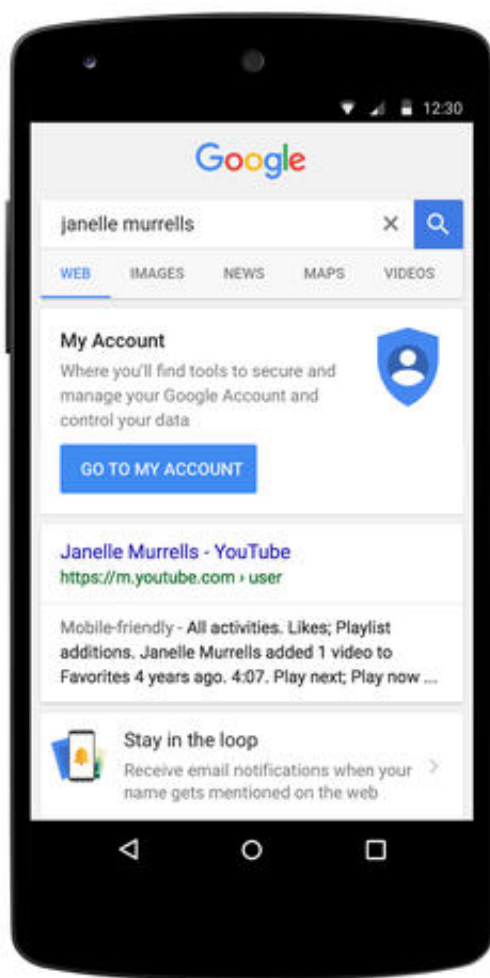 12:30
Google
janelle murrells
WEB IMAGES NEWS MAPS VIDEOS
My Account
Where you'll find tools to secure and
manage your Google Account and
control your data
GO TO MY ACCOUNT
Janelle Murrells - YouTube
https://m.youtube.com › user
Mobile-friendly - All activities. Likes; Playlist
additions. Janelle Murrells added 1 video to
Favorites 4 years ago. 4:07. Play next; Play now ...
Stay in the loop
Receive email notifications when your
name gets mentioned on the web